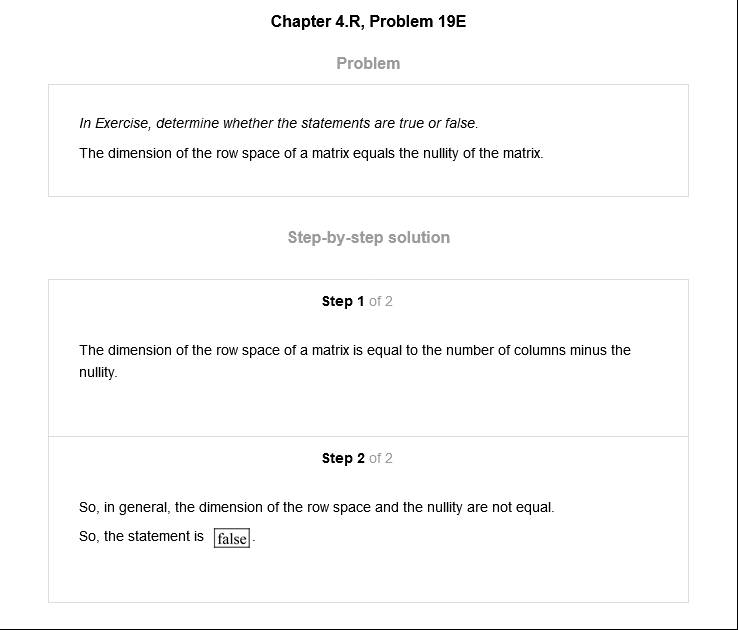 Chapter 4.R, Problem 19E
Problem
In Exercise, determine whether the statements are true or false.
The dimension of the row space of a matrix equals the nullity of the matrix.
Step-by-step solution
Step 1 of 2
The dimension of the row space of a matrix is equal to the number of columns minus the
nullity.
Step 2 of 2
So, in general, the dimension of the row space and the nullity are not equal.
So, the statement is false.